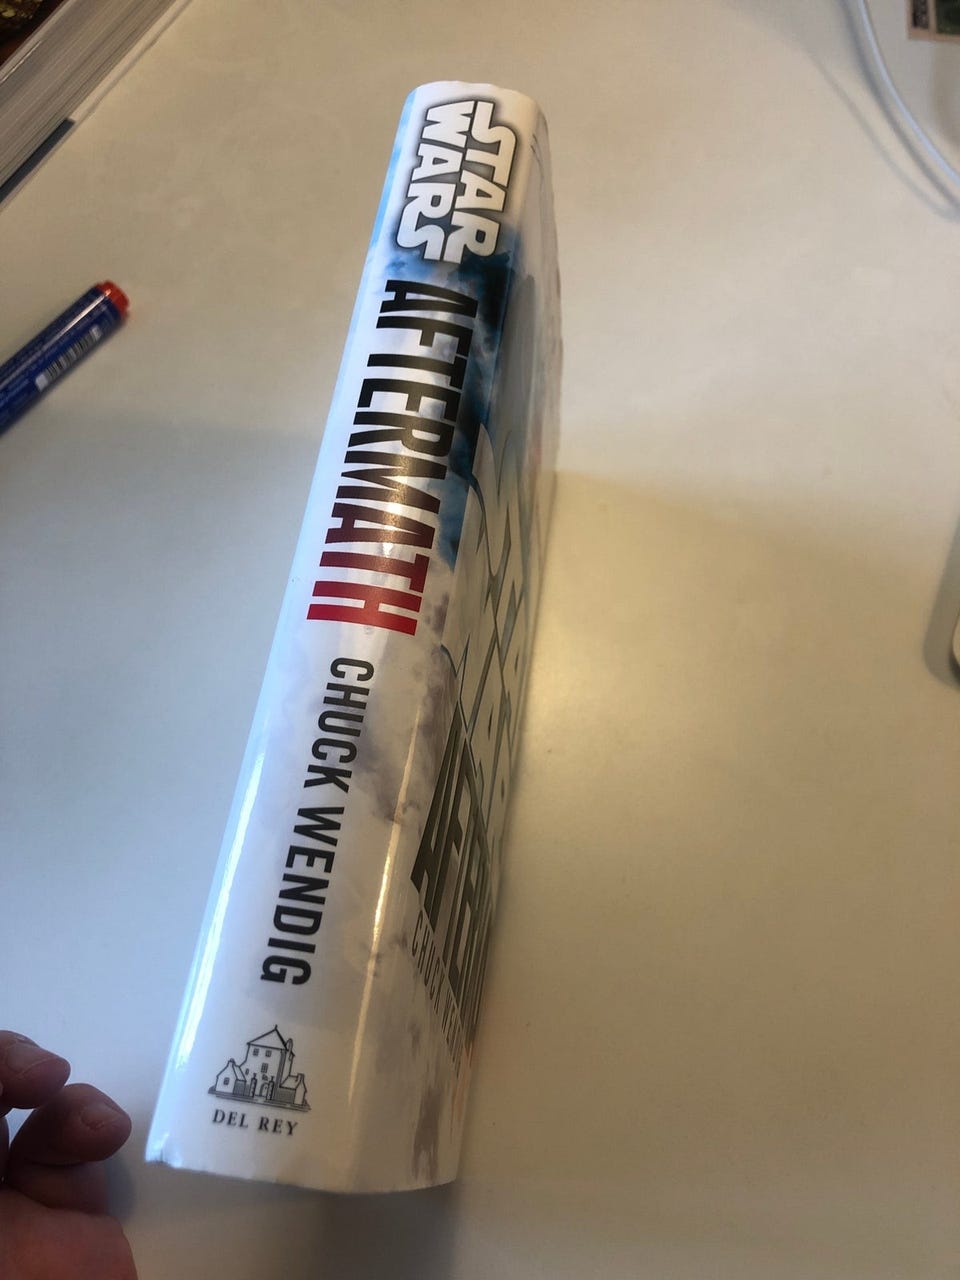 STAR
WARS
AFTERMATH
CHUCK WENDIG
DEL REY